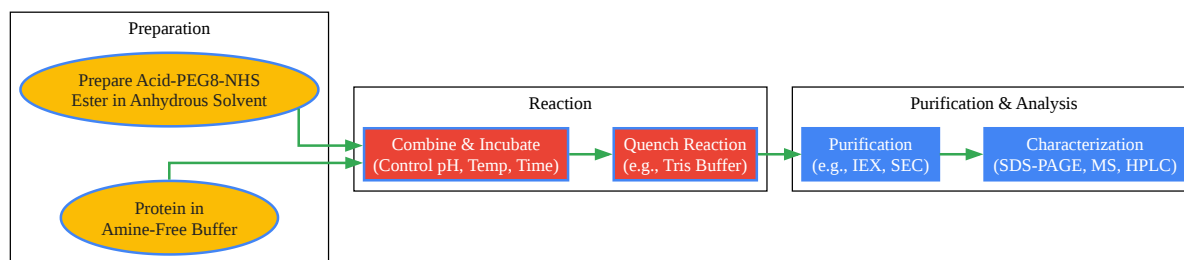 Preparation
Prepare Acid-PEG8-NHS
Ester in Anhydrous Solvent
Protein in
Amine-Free Buffer
Reaction
Combine & Incubate
(Control pH, Temp, Time)
Quench Reaction
(e.g., Tris Buffer)
Purification & Analysis
Purification
(e.g., IEX, SEC)
Characterization
(SDS-PAGE, MS, HPLC)